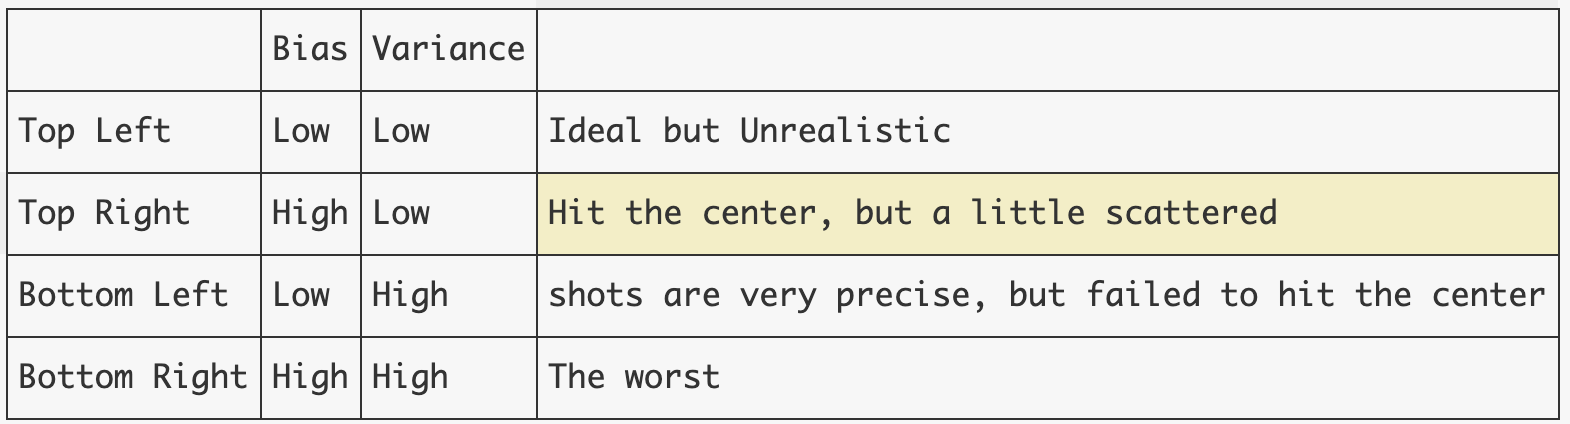 Bias Variance
Top Left Low Low Ideal but Unrealistic
Top Right High Low Hit the center, but a little scattered
Bottom Left Low High shots are very precise, but failed to hit the center
Bottom Right High High The worst